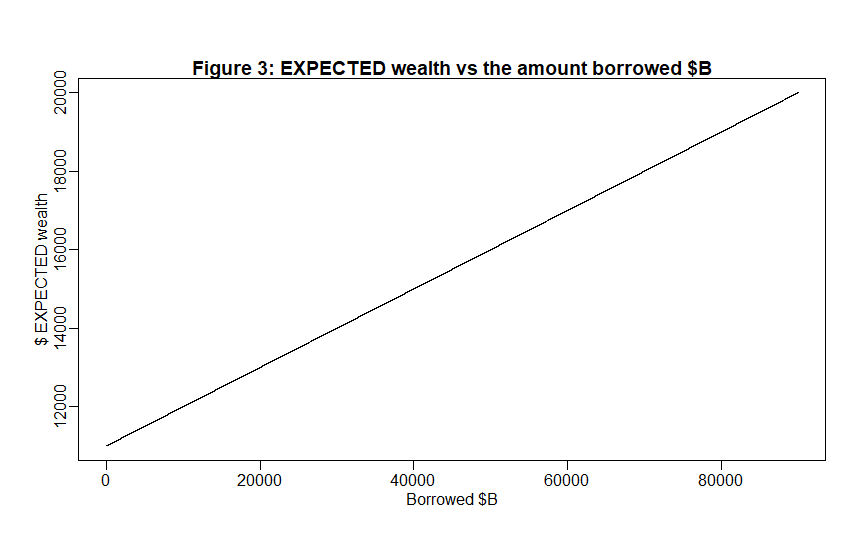 Figure 3: EXPECTED wealth vs the amount borrowed $B
$ EXPECTED wealth
20000
18000
16000
14000
12000
0 20000 40000 60000 80000
Borrowed $B